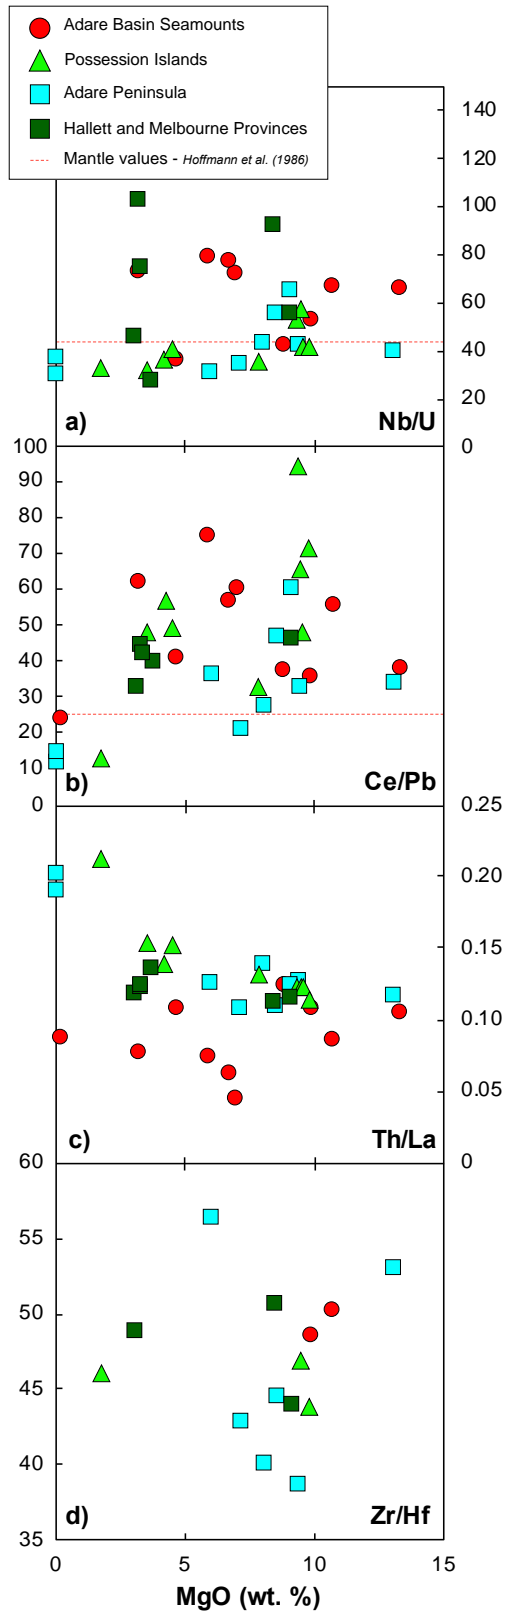 Adare Basin Seamounts
Possession Islands
Adare Peninsula
Hallett and Melbourne Provinces
Mantle values - Hoffmann et al. (1986)
140
120
100
80
60
40
20
0
a)
Nb/U
100
90
80
70
60
50
40
30
20
10
0
b)
Ce/Pb
0.25
0.20
0.15
0.10
0.05
0
c)
Th/La
60
55
50
45
40
35
d)
Zr/Hf
0
5
10
15
MgO (wt. %)